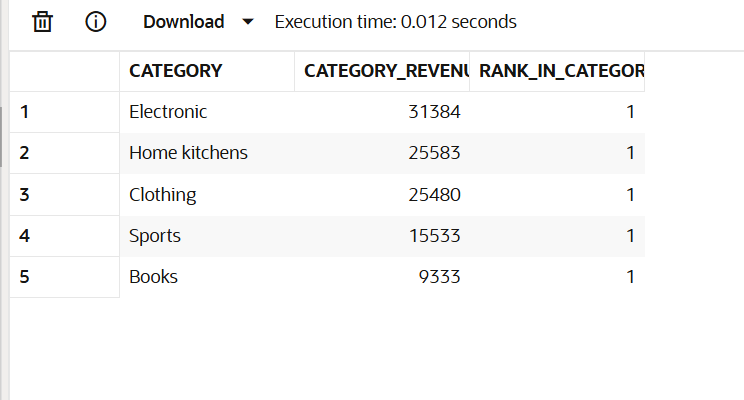 Download Execution time: 0.012 seconds
CATEGORY CATEGORY_REVENU RANK_IN_CATEGOR
1 Electronic 31384 1
2 Home kitchens 25583 1
3 Clothing 25480 1
4 Sports 15533 1
5 Books 9333 1